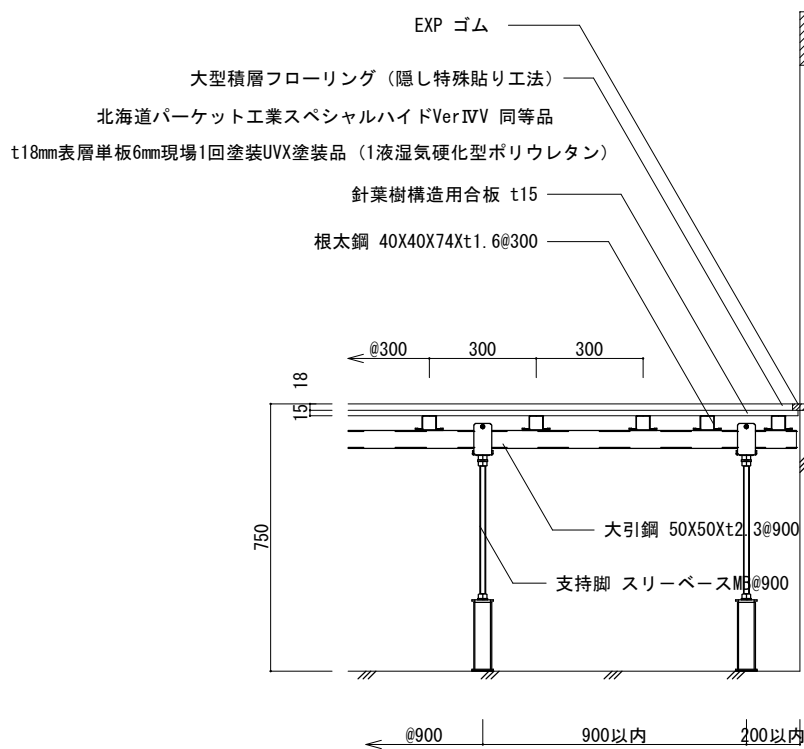 EXP ゴム
大型積層フローリング（隠し特殊貼り工法）
北海道パーケット工業スペシャルハイドVerⅣV 同等品
t18mm表層単板6mm現場1回塗装UVX塗装品（1液湿気硬化型ポリウレタン）
針葉樹構造用合板 t15
根太鋼 40X40X74Xt1.6@300
@300
300
300
18
15
750
大引鋼 50X50Xt2.3@900
支持脚 スリーベース@900
@900
900以内
200以内